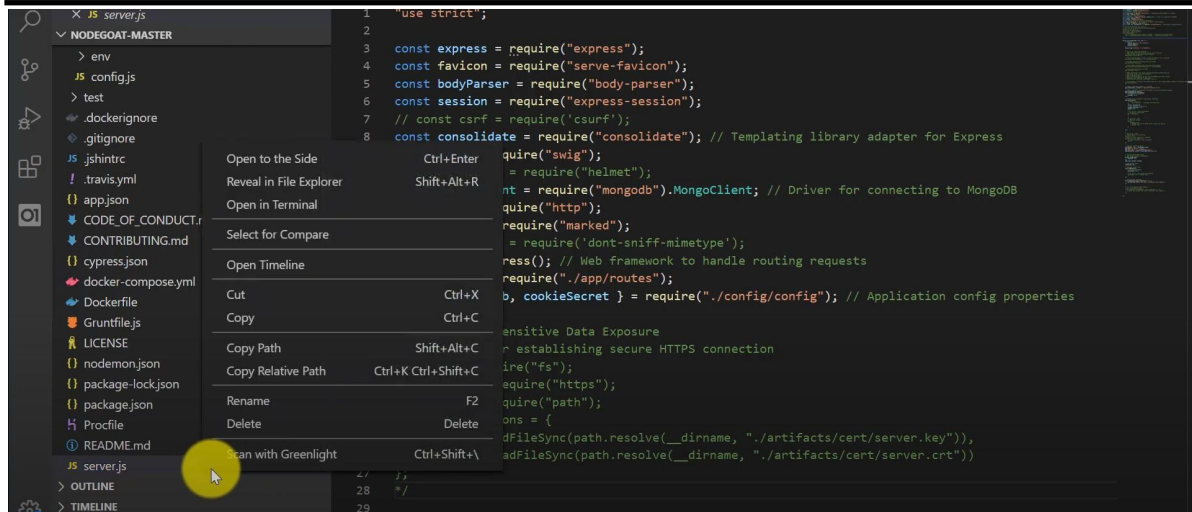 JS server.js
NODEGOAT-MASTER
env
JS config.js
test
.dockerignore
.gitignore
JS .jshintrc
! .travis.yml
{} app.json
CODE_OF_CONDUCT.r
CONTRIBUTING.md
{} cypress.json
docker-compose.yml
Dockerfile
Gruntfile.js
LICENSE
{} nodemon.json
{} package-lock.json
{} package.json
Procfile
README.md
JS server.js
OUTLINE
TIMELINE
Open to the Side Ctrl+Enter
Reveal in File Explorer Shift+Alt+R
Open in Terminal
Select for Compare
Open Timeline
Cut Ctrl+X
Copy Ctrl+C
Copy Path Shift+Alt+C
Copy Relative Path Ctrl+K Ctrl+Shift+C
Rename F2
Delete Delete
Scan with Greenlight Ctrl+Shift+\
1 "use strict";
2
3 const express = require("express");
4 const favicon = require("serve-favicon");
5 const bodyParser = require("body-parser");
6 const session = require("express-session");
7 // const csrf = require('csurf');
8 const consolidate = require("consolidate"); // Templating library adapter for Express
quire("swig");
= require("helmet");
nt = require("mongodb").MongoClient; // Driver for connecting to MongoDB
quire("http");
require("marked");
= require('dont-sniff-mimetype');
ress(); // Web framework to handle routing requests
require("./app/routes");
b, cookieSecret } = require("./config/config"); // Application config properties
ensitive Data Exposure
r establishing secure HTTPS connection
ire("fs");
equire("https");
quire("path");
ons = {
dFileSync(path.resolve(__dirname, "./artifacts/cert/server.key")),
adFileSync(path.resolve(__dirname, "./artifacts/cert/server.crt"))
27 };
28 */
29